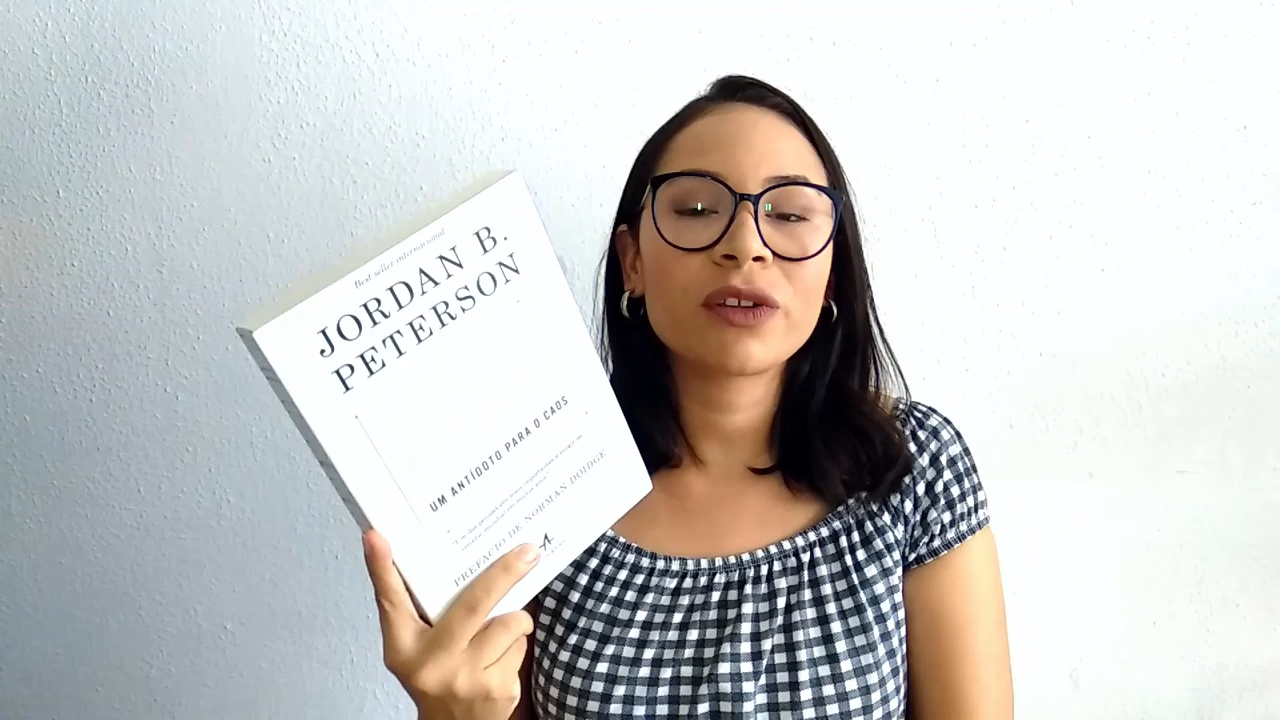 Best-seller internacional
JORDAN B.
PETERSON
UM ANTÍDOTO PARA O CAOS
PREFÁCIO DE NORMAN DOIDGE